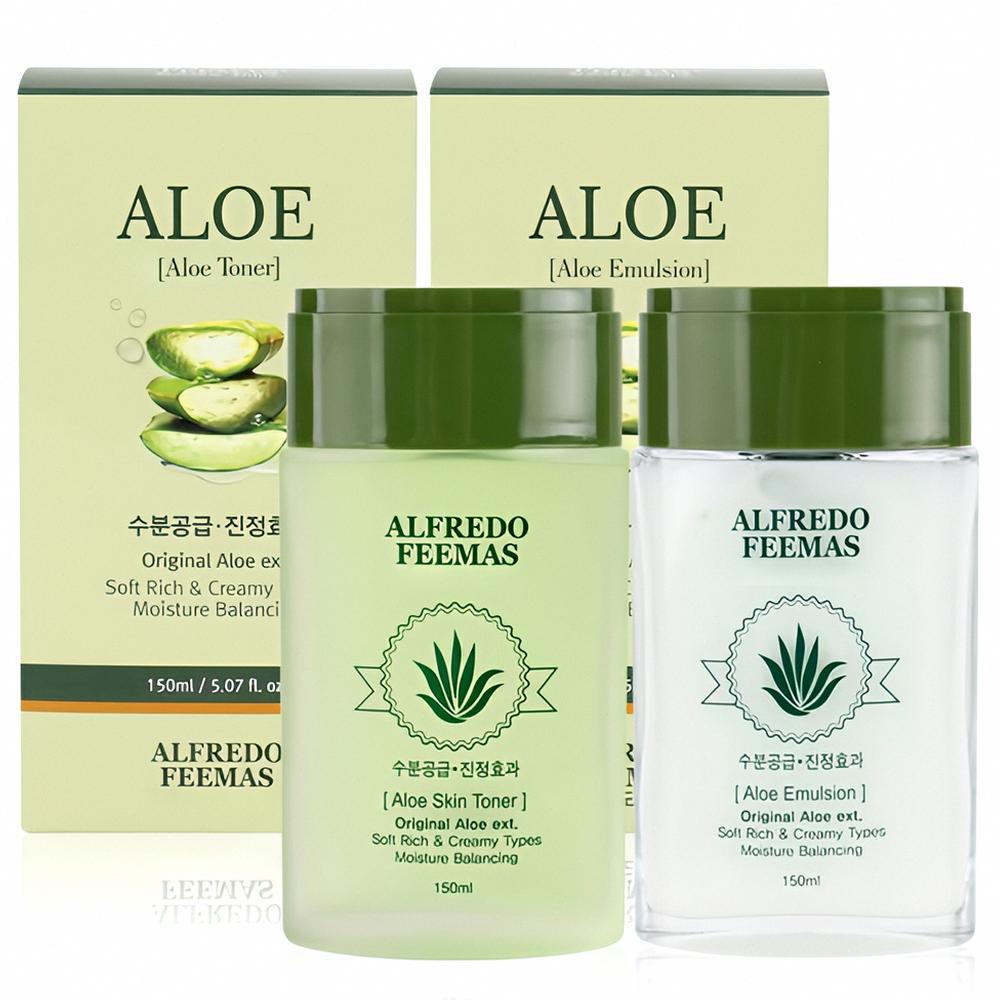 ALOE
[Aloe Toner]
수분공급·진정효
Original Aloe ex
Soft Rich & Creamy
Moisture Balanci
150ml / 5.07 fl. oz
ALFREDO
FEEMAS
ALOE
[Aloe Emulsion]
ALFREDO
FEEMAS
수분공급•진정효과
[ Aloe Skin Toner ]
Original Aloe ext.
Soft Rich & Creamy Types
Moisture Balancing
150ml
ALFREDO
FEEMAS
수분공급•진정효과
[ Aloe Emulsion ]
Original Aloe ext.
Soft Rich & Creamy Types
Moisture Balancing
150ml